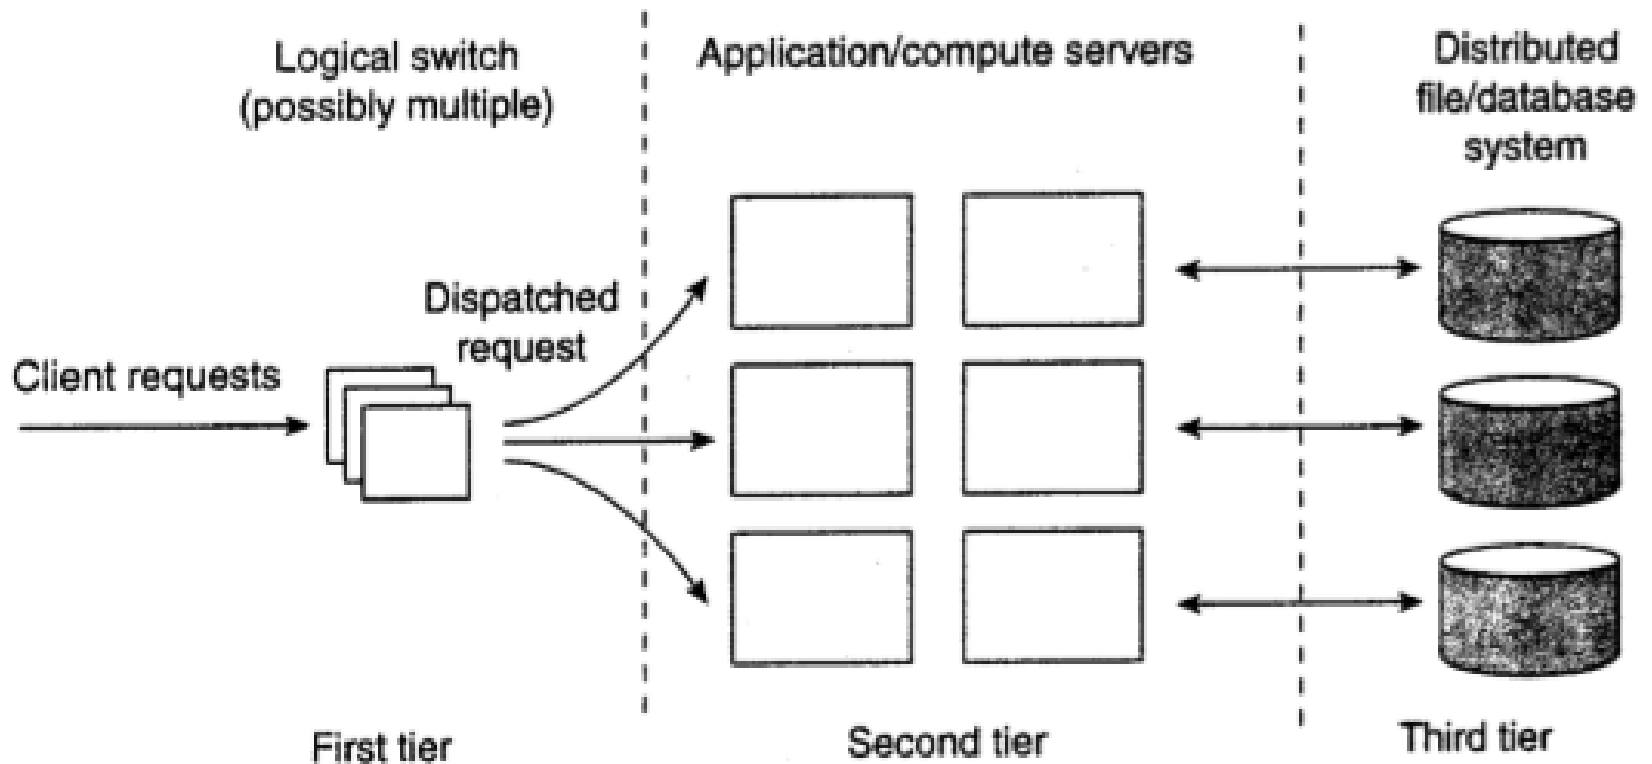 Logical switch
(possibly multiple)
Application/compute servers
Distributed
file/database
system
Dispatched
request
Client requests
First tier
Second tier
Third tier